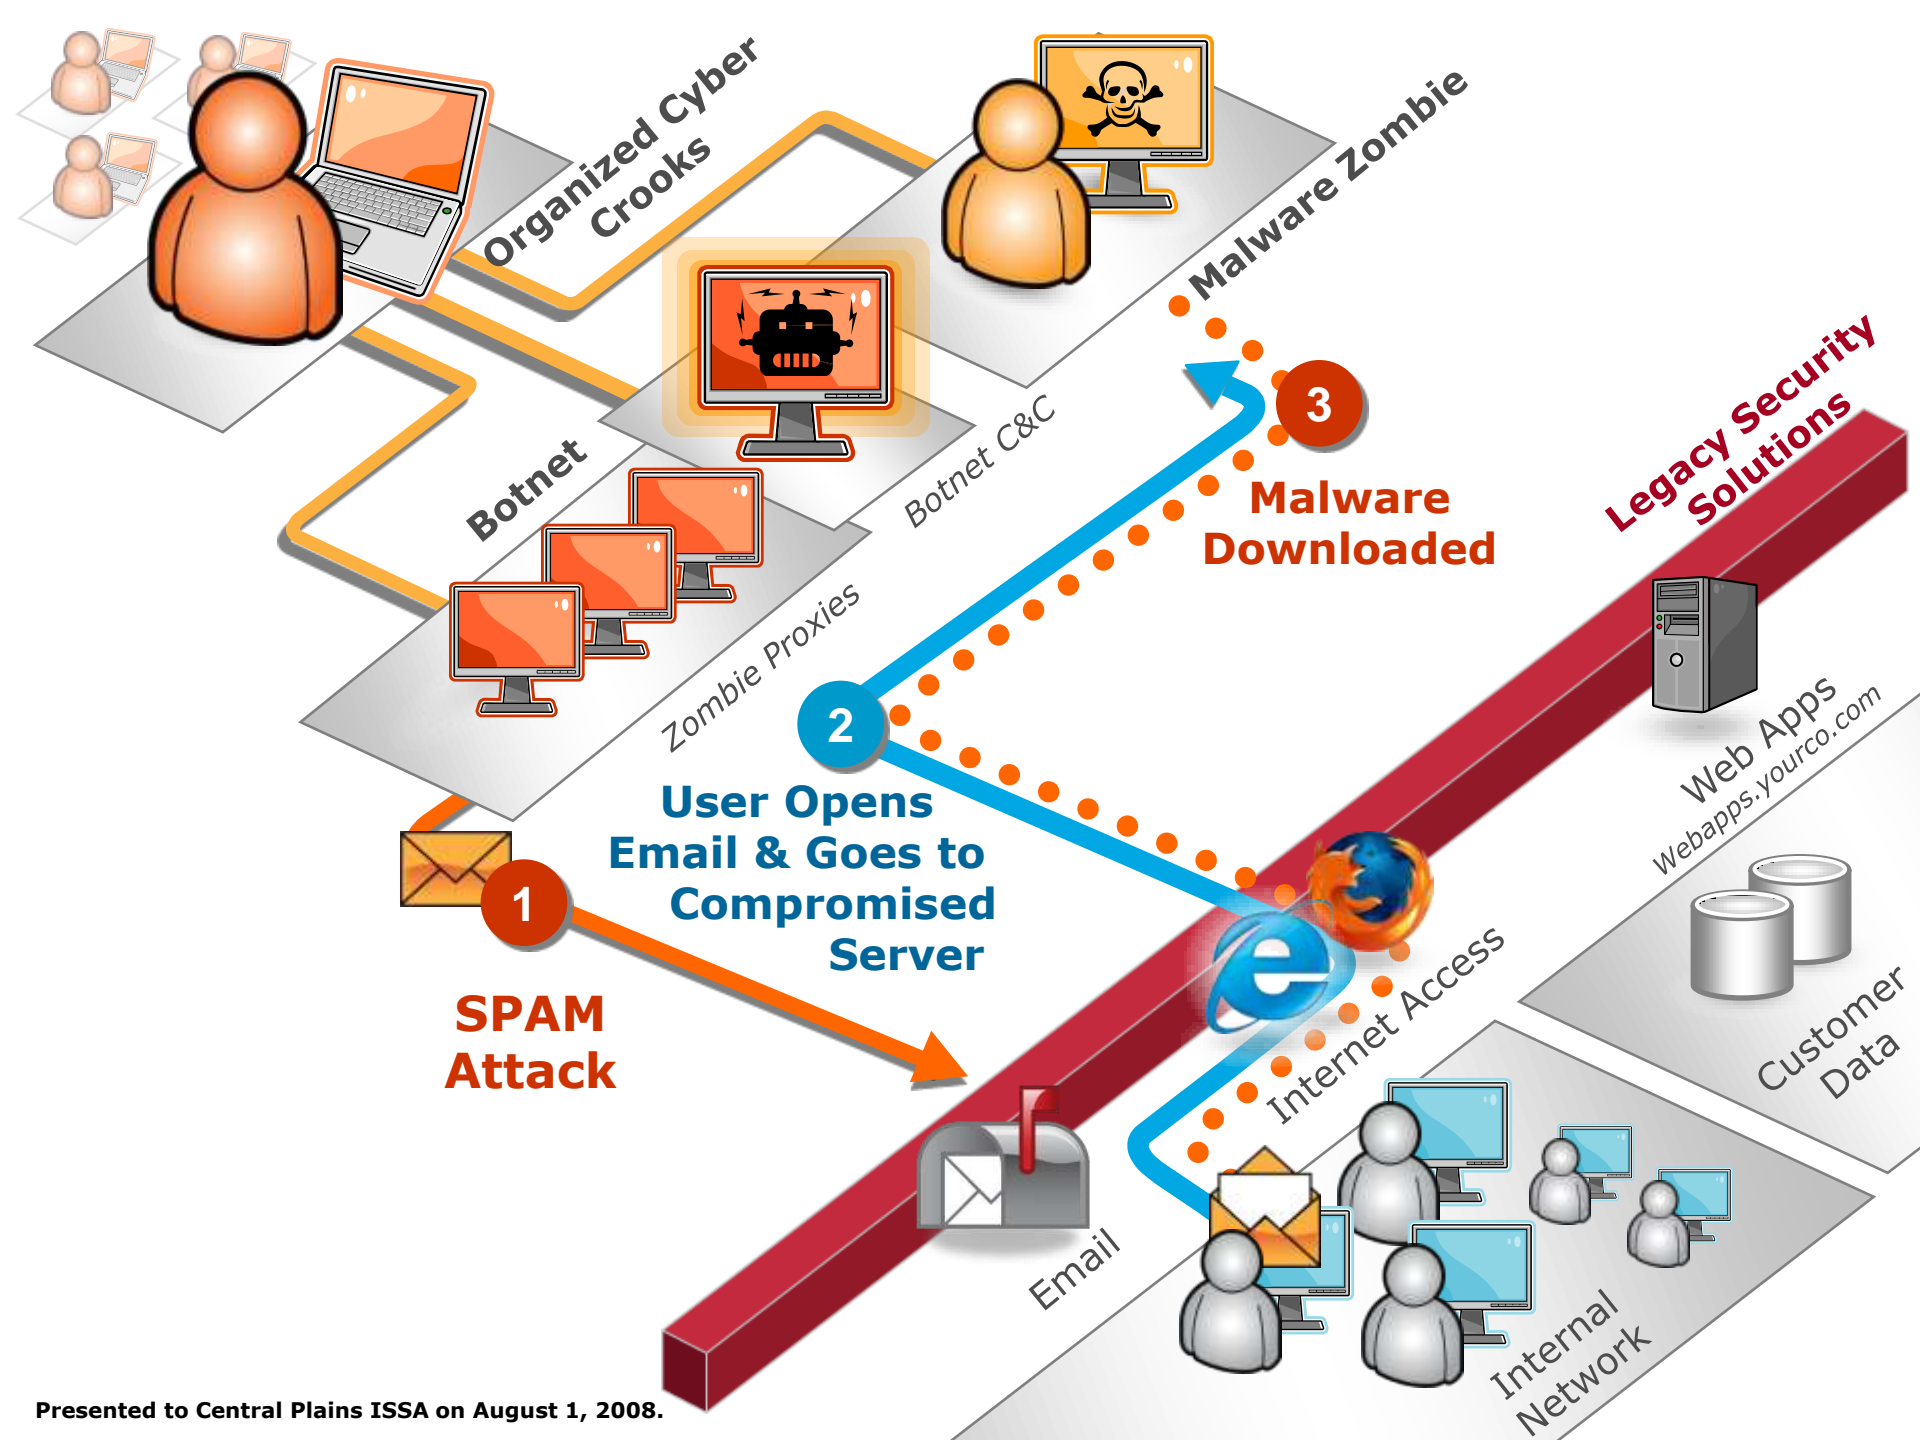 Organized Cyber
Crooks
Malware Zombie
Botnet C&C
Botnet
Zombie Proxies
3
Malware
Downloaded
Legacy Security
Solutions
2
User Opens
Email & Goes to
Compromised
Server
1
SPAM
Attack
Web Apps
Webapps.yourco.com
Customer
Data
Internet Access
Email
Internal
Network
Presented to Central Plains ISSA on August 1, 2008.